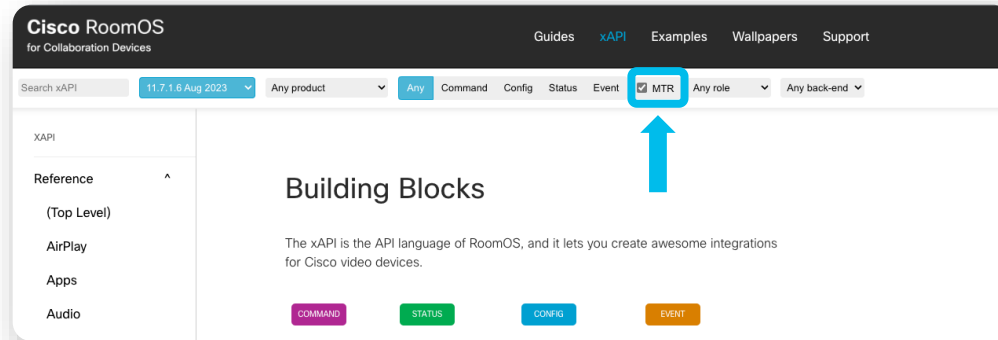 Cisco RoomOS
for Collaboration Devices
Guides xAPI Examples Wallpapers Support
Search xAPI 11.7.1.6 Aug 2023 Any product Any Command Config Status Event MTR Any role Any back-end
XAPI
Reference
(Top Level)
AirPlay
Apps
Audio
Building Blocks
The xAPI is the API language of RoomOS, and it lets you create awesome integrations
for Cisco video devices.
COMMAND STATUS CONFIG EVENT